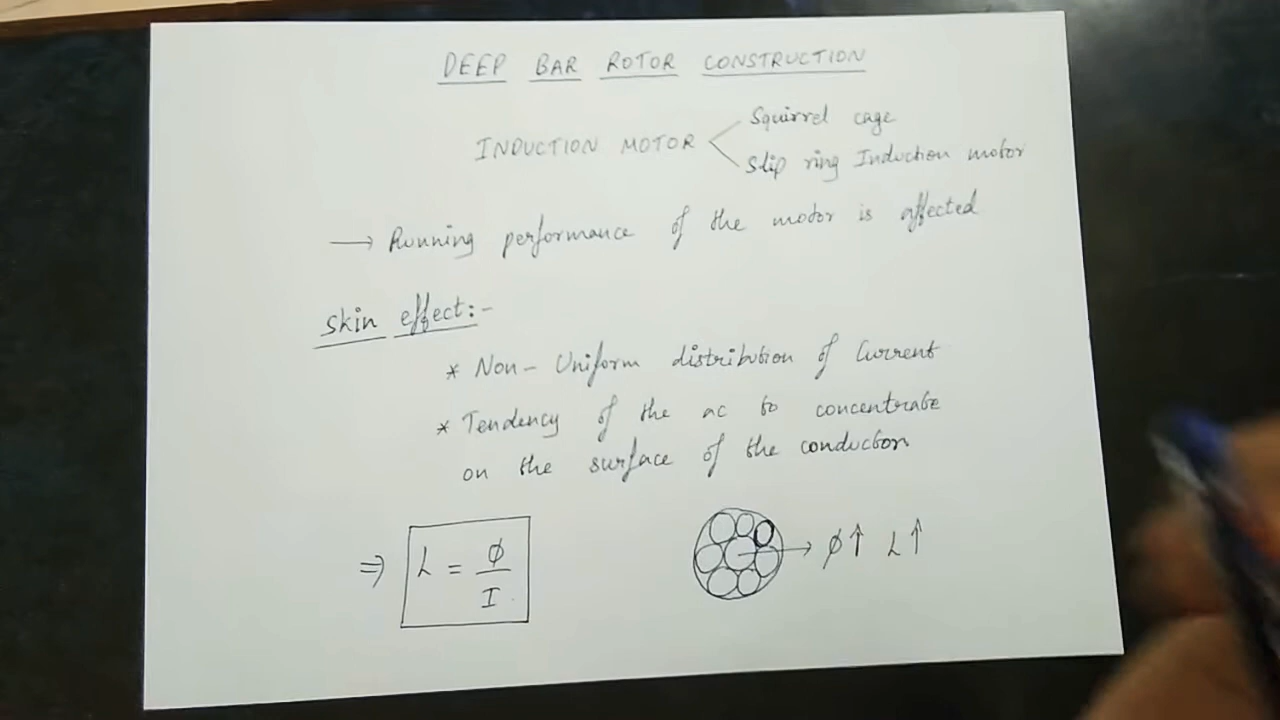 DEEP BAR ROTOR CONSTRUCTION
Squirrel cage
INDUCTION MOTOR
Slip ring Induction motor
→ Running performance of the motor is affected
Skin effect:-
* Non-Uniform distribution of Current
* Tendency of the ac to concentrate
on the surface of the conductor
⇒ L = Φ / I
→ Φ↑ L↑